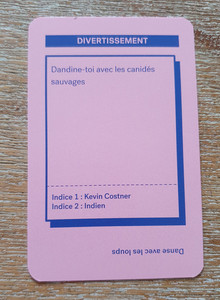 DIVERTISSEMENT
Dandine-toi avec les canidés
sauvages
Indice 1 : Kevin Costner
Indice 2 : Indien
Danse avec les loups